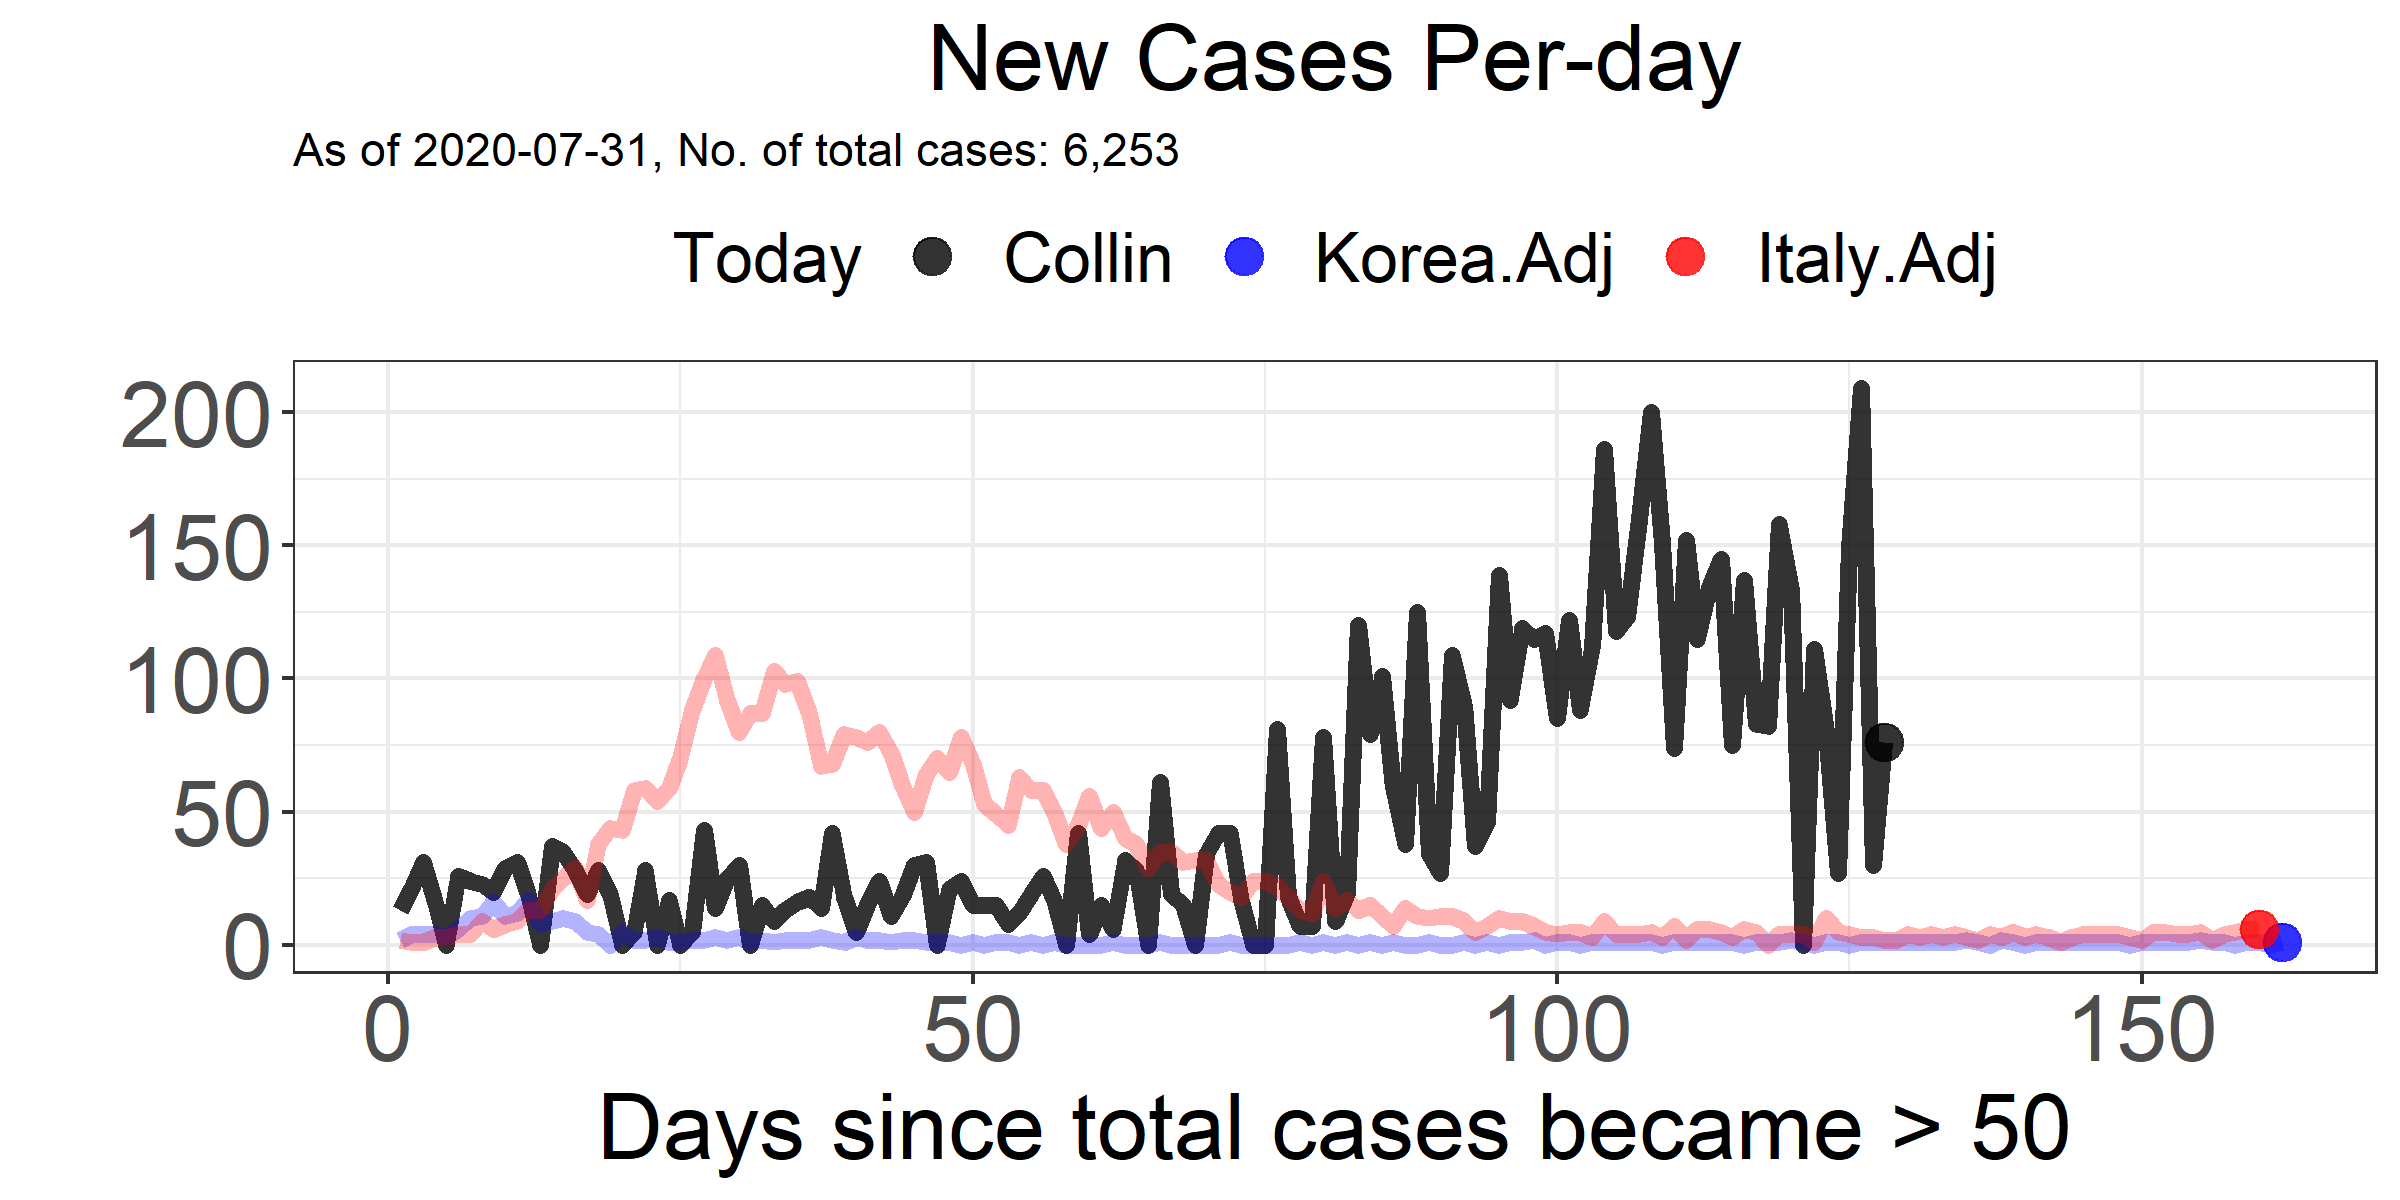 New Cases Per-day
As of 2020-07-31, No. of total cases: 6,253
Today Collin Korea.Adj Italy.Adj
200
150
100
50
0
0 50 100 150
Days since total cases became > 50